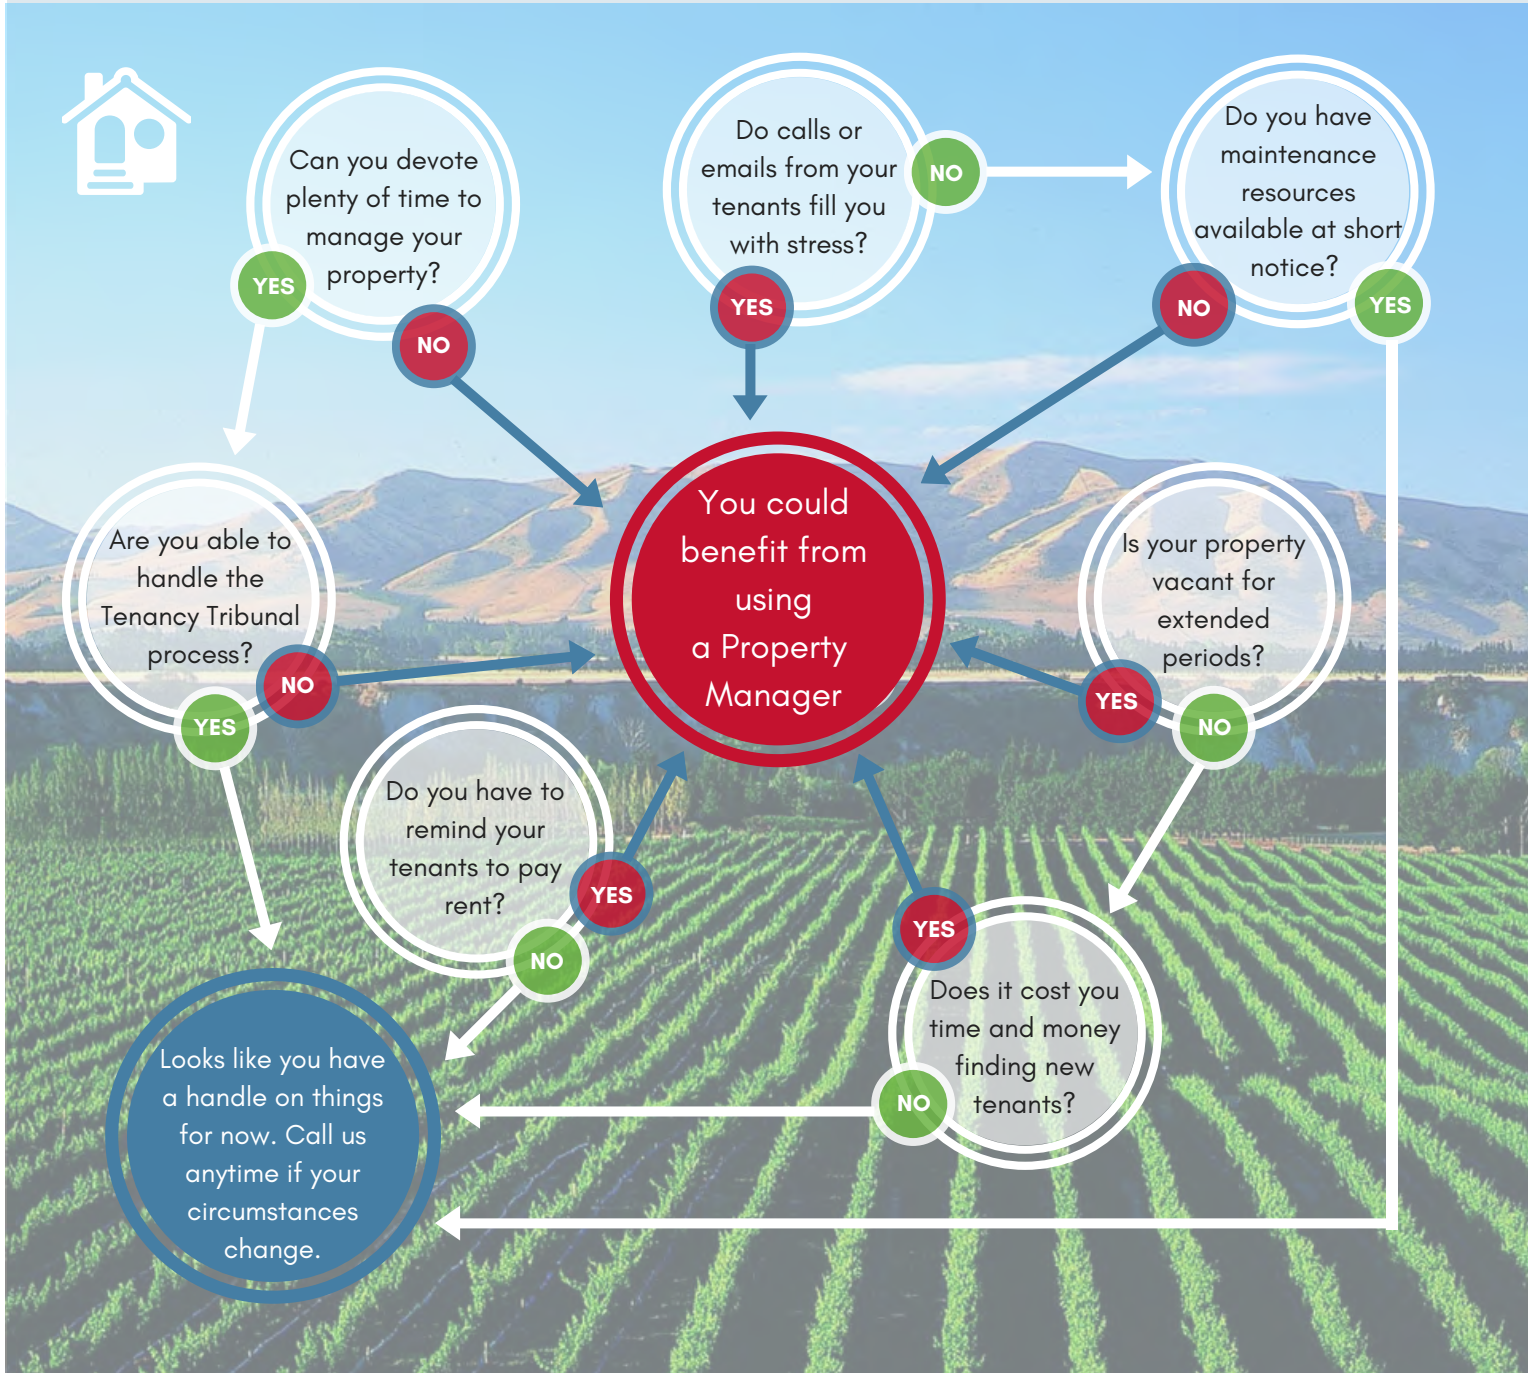 Can you devote
plenty of time to
manage your
property?
YES
NO
Do calls or
emails from your
tenants fill you
with stress?
NO
YES
Do you have
maintenance
resources
available at short
notice?
NO
YES
Are you able to
handle the
Tenancy Tribunal
process?
NO
YES
You could
benefit from
using
a Property
Manager
Is your property
vacant for
extended
periods?
YES
NO
Do you have to
remind your
tenants to pay
rent?
YES
NO
YES
Does it cost you
time and money
finding new
tenants?
NO
Looks like you have
a handle on things
for now. Call us
anytime if your
circumstances
change.